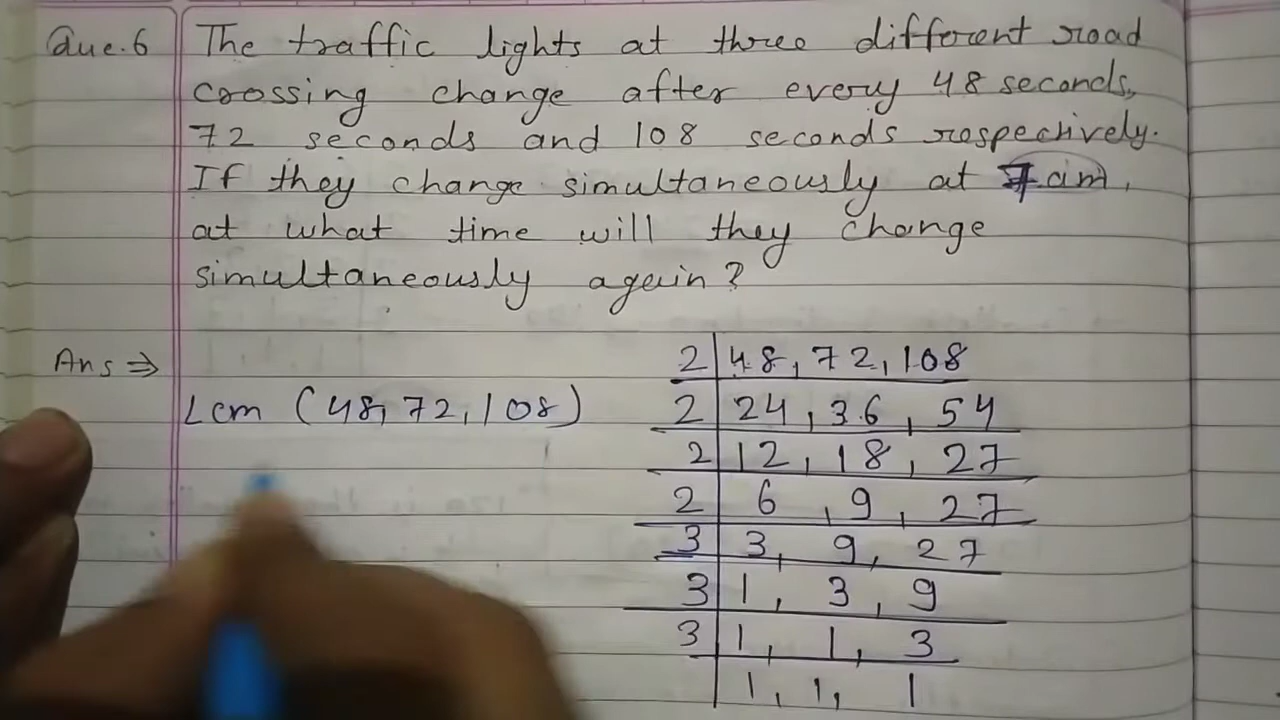 Que.6 The traffic lights at three different road
crossing change after every 48 seconds,
72 seconds and 108 seconds respectively.
If they change simultaneously at 7 am,
at what time will they change
simultaneously again?
Ans ⇒
Lcm (48, 72, 108)
2 | 48, 72, 108
2 | 24, 36, 54
2 | 12, 18, 27
2 | 6, 9, 27
3 | 3, 9, 27
3 | 1, 3, 9
3 | 1, 1, 3
| 1, 1, 1